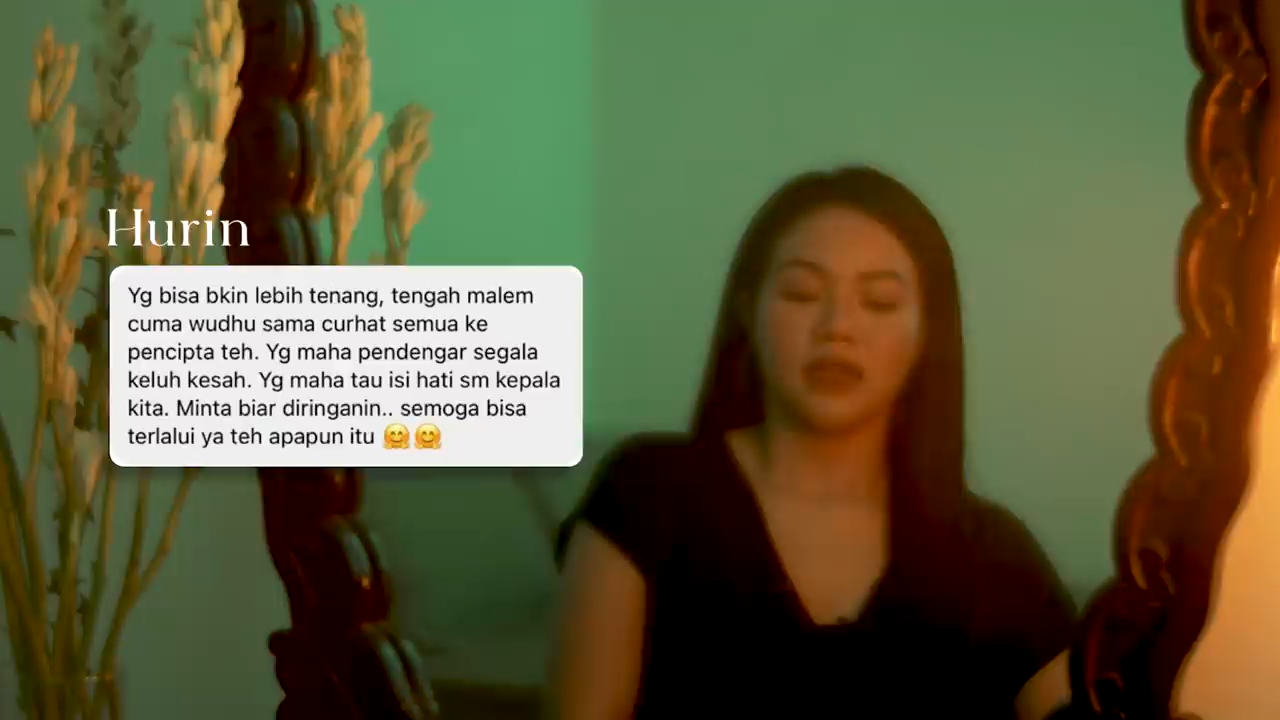 Hurin
Yg bisa bkin lebih tenang, tengah malem
cuma wudhu sama curhat semua ke
pencipta teh. Yg maha pendengar segala
keluh kesah. Yg maha tau isi hati sm kepala
kita. Minta biar diringanin.. semoga bisa
terlalui ya teh apapun itu 🤗🤗